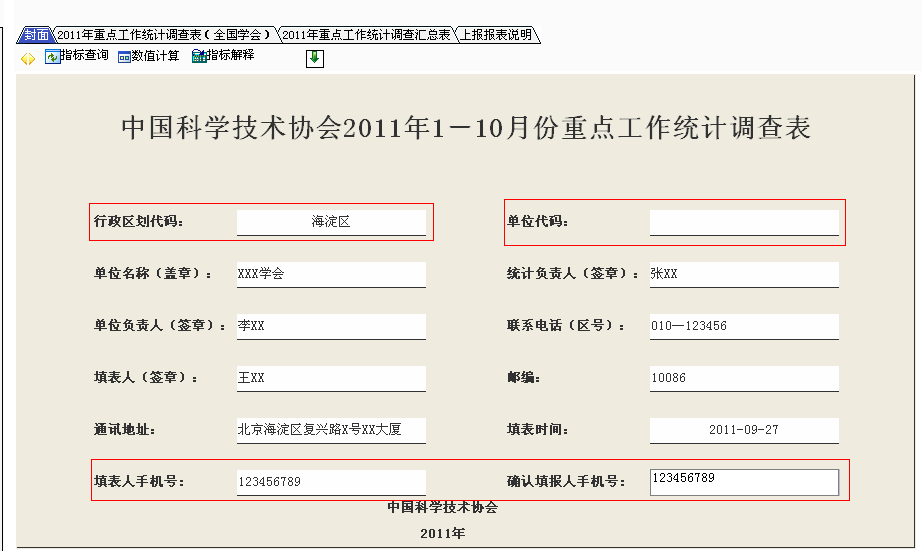 封面 2011年重点工作统计调查表(全国学会) 2011年重点工作统计调查汇总表 上报报表说明
指标查询 数值计算 指标解释
中国科学技术协会2011年1－10月份重点工作统计调查表
行政区划代码: 海淀区 单位代码:
单位名称(盖章): XXX学会 统计负责人(签章): 张XX
单位负责人(签章): 李XX 联系电话(区号): 010—123456
填表人(签章): 王XX 邮编: 10086
通讯地址: 北京海淀区复兴路X号XX大厦 填表时间: 2011-09-27
填表人手机号: 123456789 确认填报人手机号: 123456789
中国科学技术协会
2011年